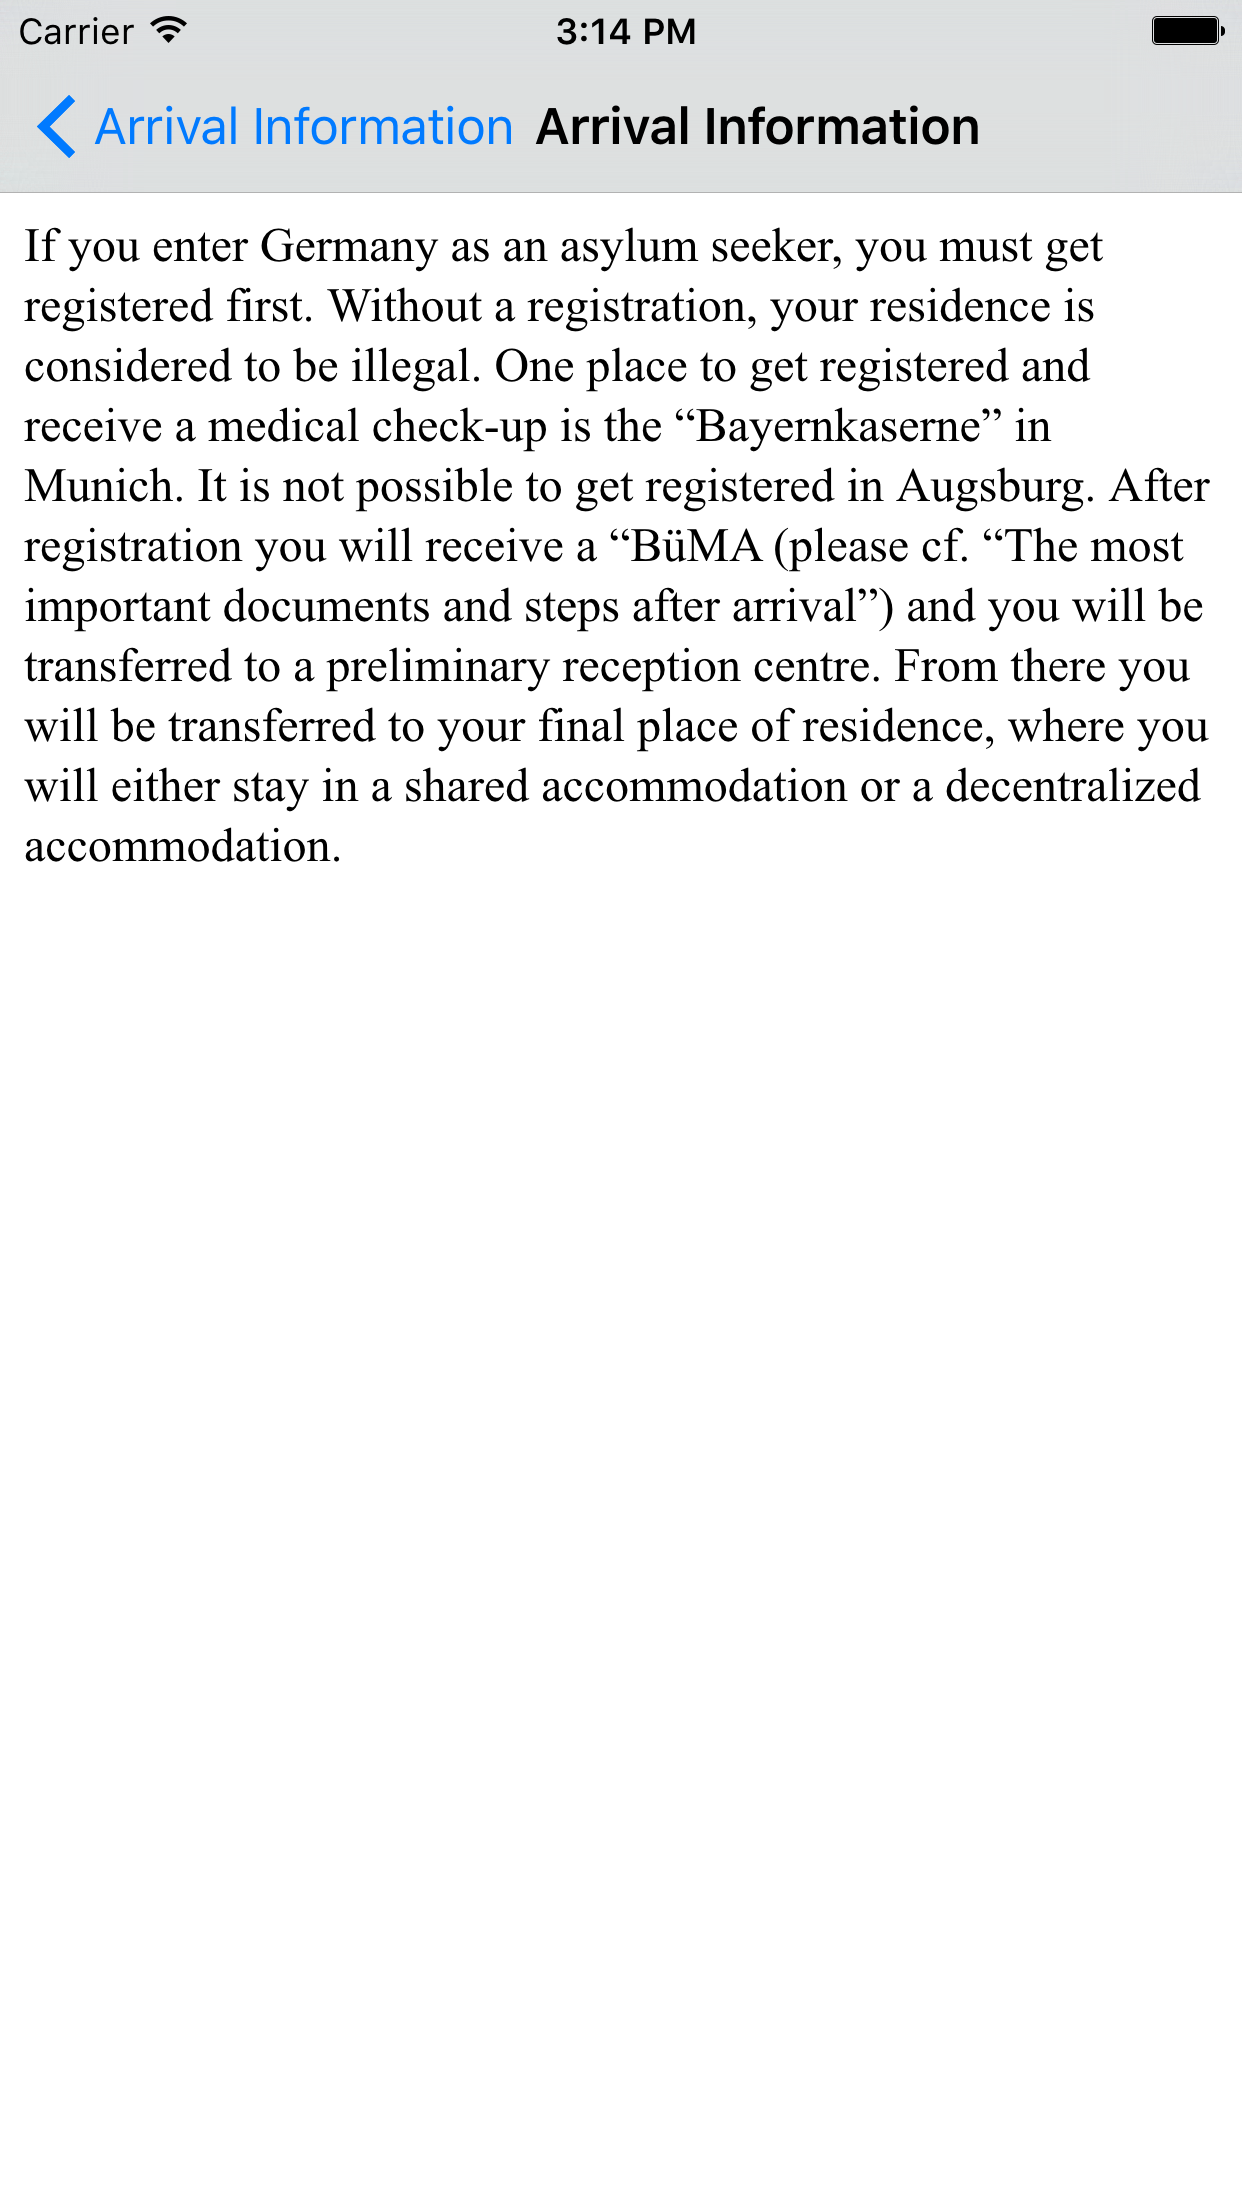 Carrier 3:14 PM
Arrival Information Arrival Information
If you enter Germany as an asylum seeker, you must get
registered first. Without a registration, your residence is
considered to be illegal. One place to get registered and
receive a medical check-up is the “Bayernkaserne” in
Munich. It is not possible to get registered in Augsburg. After
registration you will receive a “BüMA (please cf. “The most
important documents and steps after arrival”) and you will be
transferred to a preliminary reception centre. From there you
will be transferred to your final place of residence, where you
will either stay in a shared accommodation or a decentralized
accommodation.